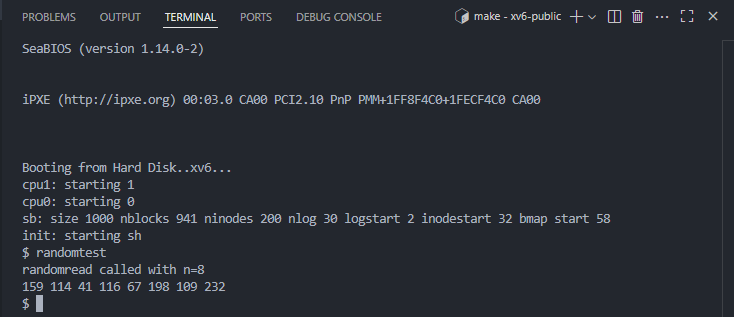 PROBLEMS OUTPUT TERMINAL PORTS DEBUG CONSOLE make - xv6-public
SeaBIOS (version 1.14.0-2)
iPXE (http://ipxe.org) 00:03.0 CA00 PCI2.10 PnP PMM+1FF8F4C0+1FECF4C0 CA00
Booting from Hard Disk..xv6...
cpu1: starting 1
cpu0: starting 0
sb: size 1000 nblocks 941 ninodes 200 nlog 30 logstart 2 inodestart 32 bmap start 58
init: starting sh
$ randomtest
randomread called with n=8
159 114 41 116 67 198 109 232
$